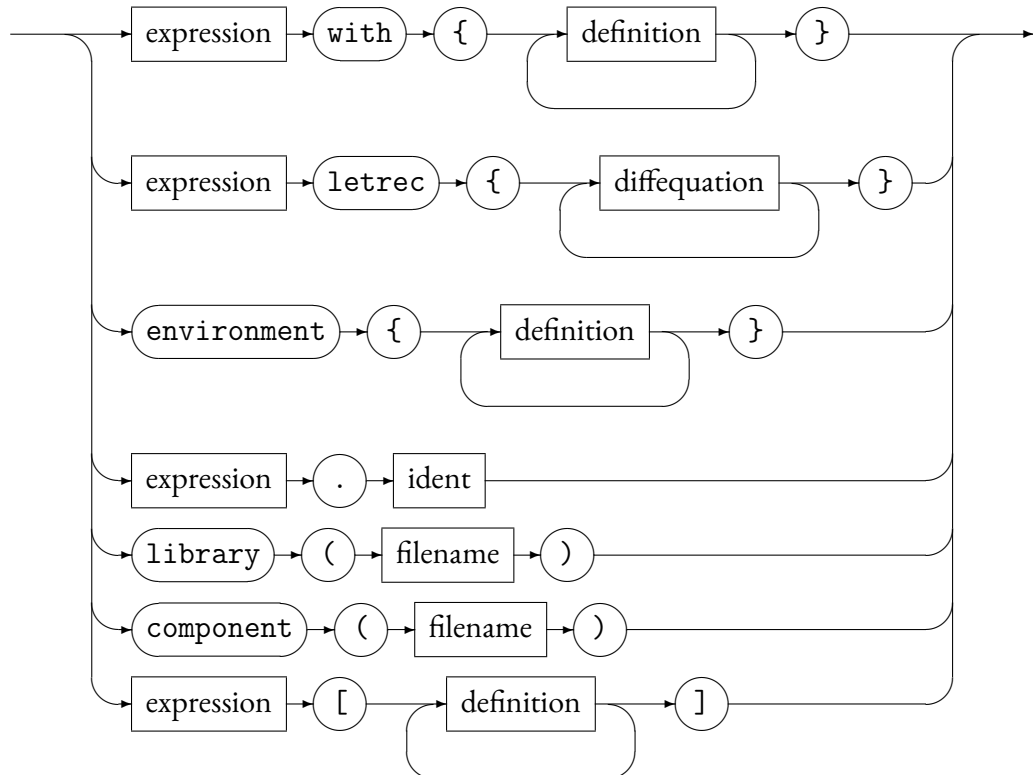 expression with { definition }
expression letrec { diffequation }
environment { definition }
expression . ident
library ( filename )
component ( filename )
expression [ definition ]